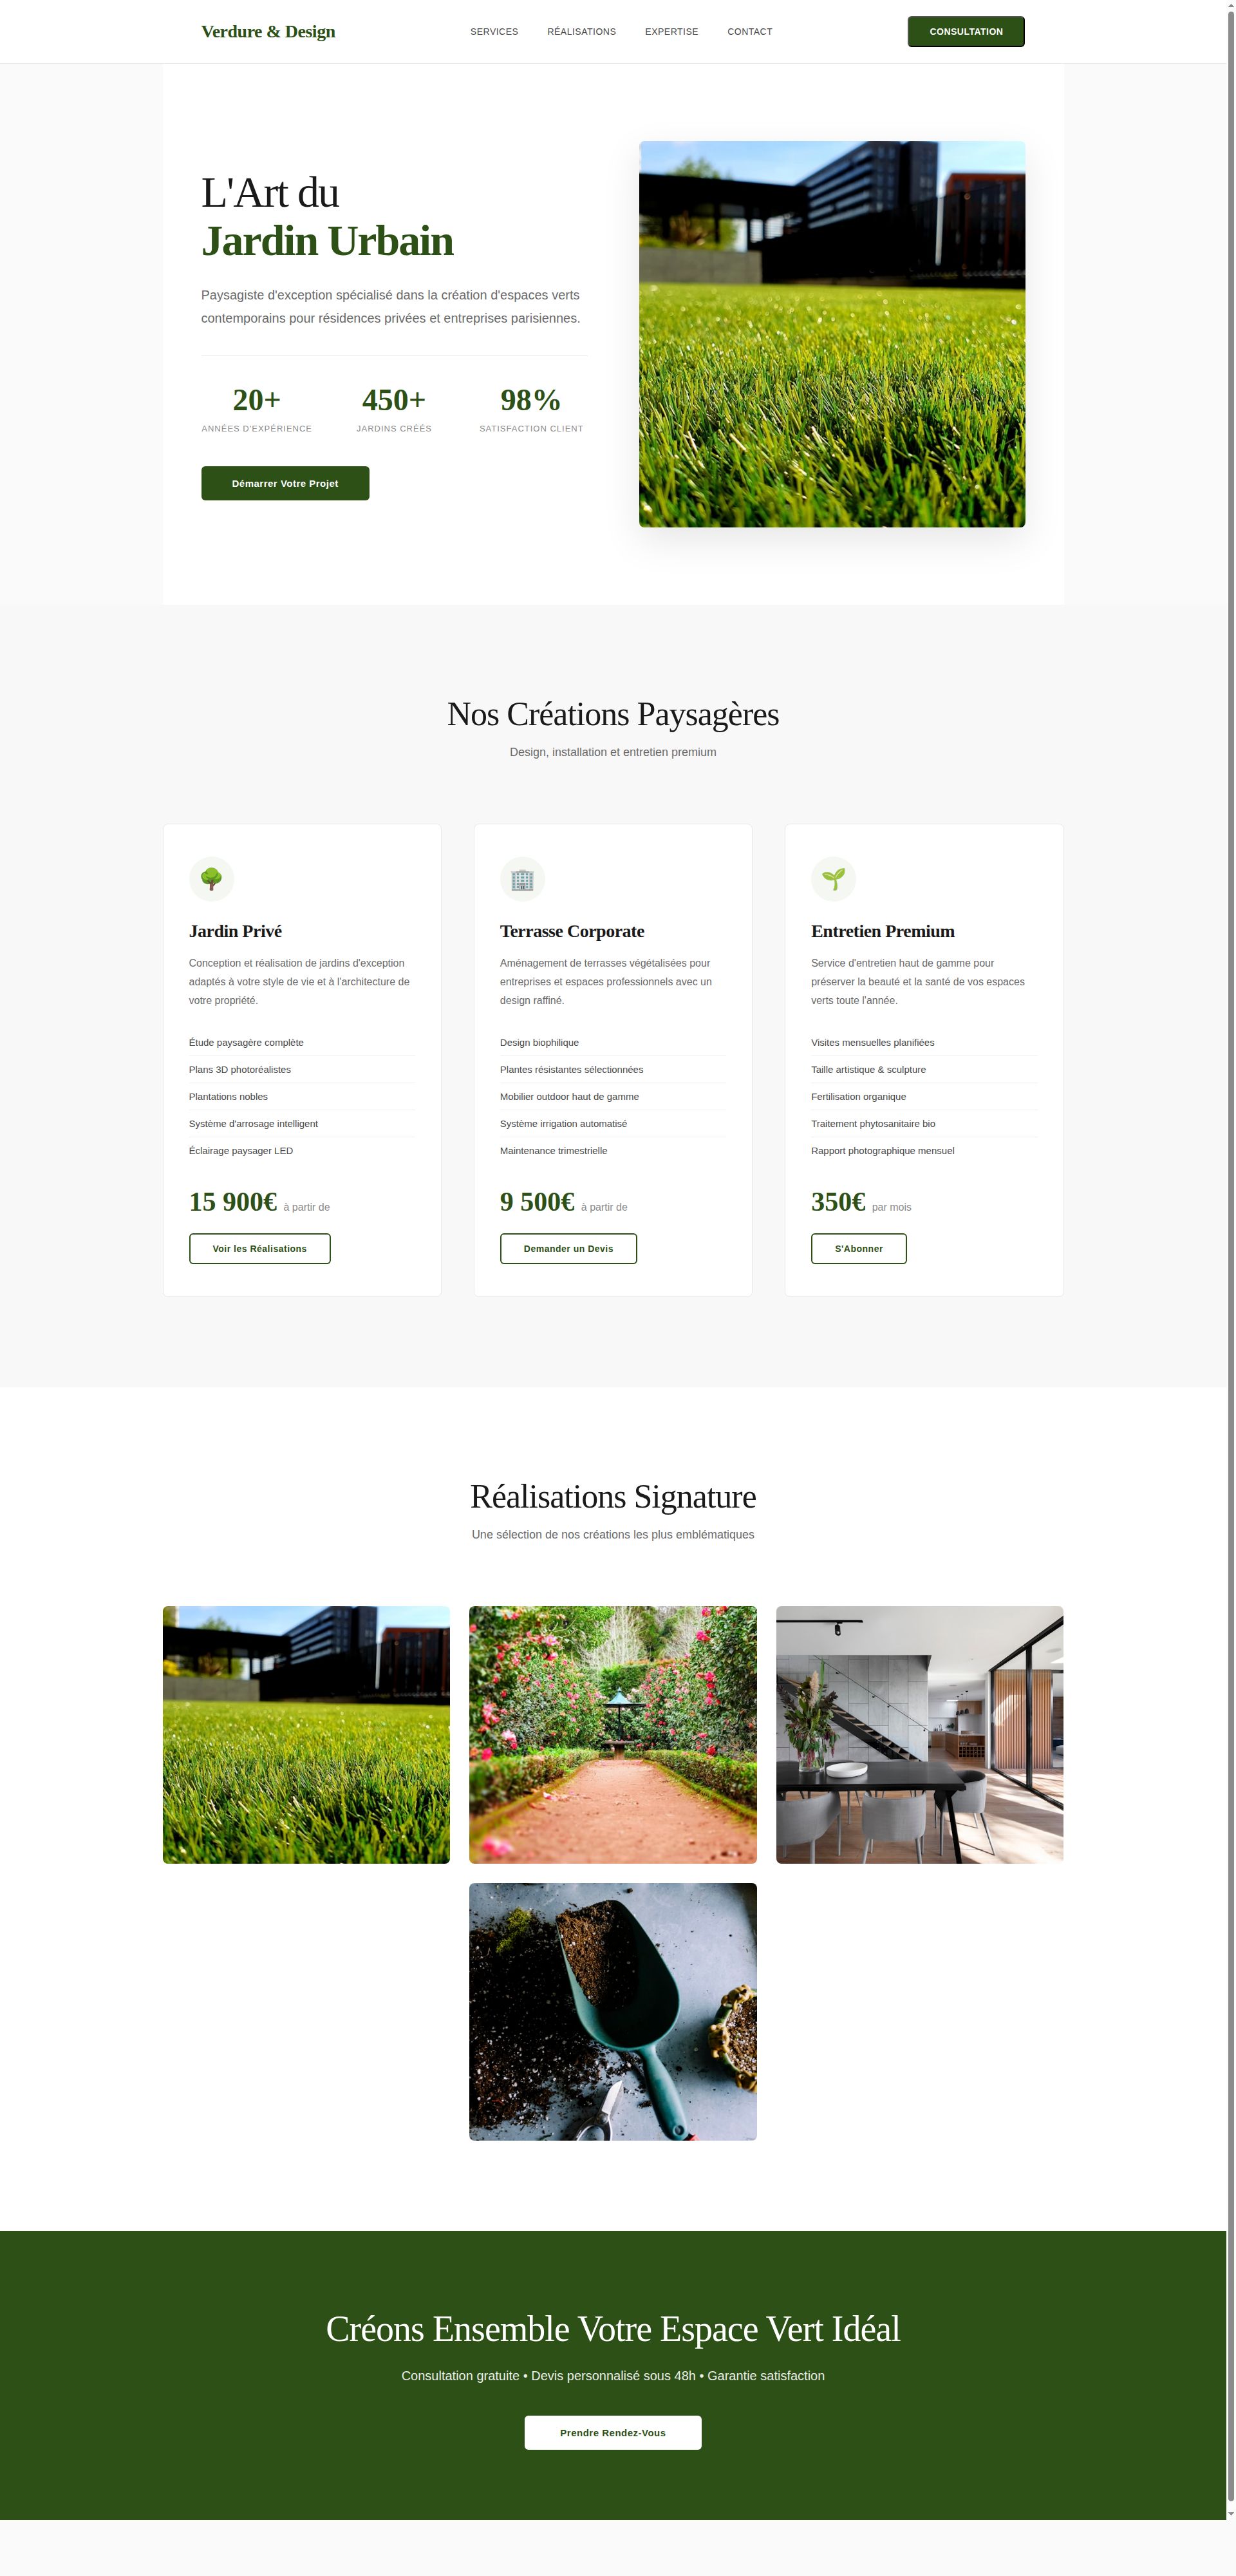 Verdure & Design
SERVICES
RÉALISATIONS
EXPERTISE
CONTACT
CONSULTATION
L'Art du
Jardin Urbain
Paysagiste d'exception spécialisé dans la création d'espaces verts
contemporains pour résidences privées et entreprises parisiennes.
20+
ANNÉES D'EXPÉRIENCE
450+
JARDINS CRÉÉS
98%
SATISFACTION CLIENT
Démarrer Votre Projet
Nos Créations Paysagères
Design, installation et entretien premium
Jardin Privé
Conception et réalisation de jardins d'exception
adaptés à votre style de vie et à l'architecture de
votre propriété.
Étude paysagère complète
Plans 3D photoréalistes
Plantations nobles
Système d'arrosage intelligent
Éclairage paysager LED
15 900€ à partir de
Voir les Réalisations
Terrasse Corporate
Aménagement de terrasses végétalisées pour
entreprises et espaces professionnels avec un
design raffiné.
Design biophilique
Plantes résistantes sélectionnées
Mobilier outdoor haut de gamme
Système irrigation automatisé
Maintenance trimestrielle
9 500€ à partir de
Demander un Devis
Entretien Premium
Service d'entretien haut de gamme pour
préserver la beauté et la santé de vos espaces
verts toute l'année.
Visites mensuelles planifiées
Taille artistique & sculpture
Fertilisation organique
Traitement phytosanitaire bio
Rapport photographique mensuel
350€ par mois
S'Abonner
Réalisations Signature
Une sélection de nos créations les plus emblématiques
Créons Ensemble Votre Espace Vert Idéal
Consultation gratuite • Devis personnalisé sous 48h • Garantie satisfaction
Prendre Rendez-Vous